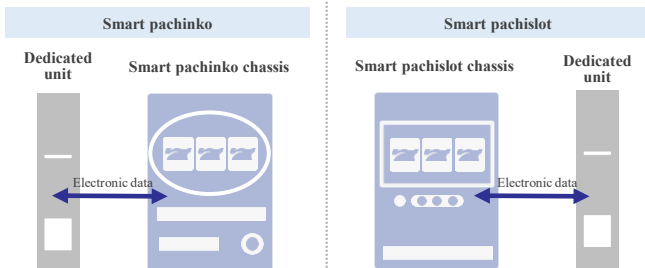 Smart pachinko
Dedicated
unit
Smart pachinko chassis
Electronic data
Smart pachislot
Smart pachislot chassis
Dedicated
unit
Electronic data